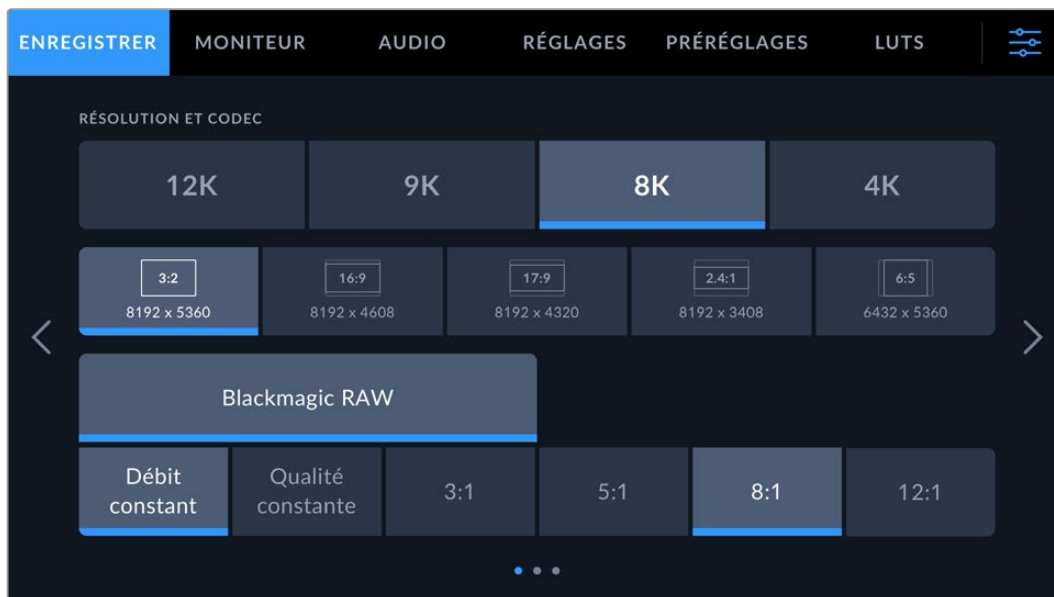 ENREGISTRER MONITEUR AUDIO RÉGLAGES PRÉRÉGLAGES LUTS
RÉSOLUTION ET CODEC
12K 9K 8K 4K
3:2 16:9 17:9 2.4:1 6:5
8192 x 5360 8192 x 4608 8192 x 4320 8192 x 3408 6432 x 5360
Blackmagic RAW
Débit Qualité
constant constante 3:1 5:1 8:1 12:1